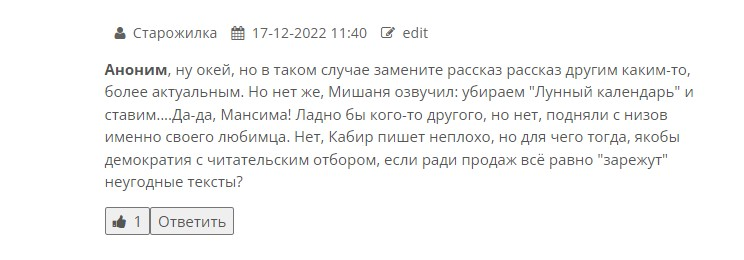 Старожилка 17-12-2022 11:40 edit
Аноним, ну окей, но в таком случае замените рассказ рассказ другим каким-то,
более актуальным. Но нет же, Мишаня озвучил: убираем "Лунный календарь" и
ставим....Да-да, Мансима! Ладно бы кого-то другого, но нет, подняли с низов
именно своего любимца. Нет, Кабир пишет неплохо, но для чего тогда, якобы
демократия с читательским отбором, если ради продаж всё равно "зарежут"
неугодные тексты?
1 Ответить